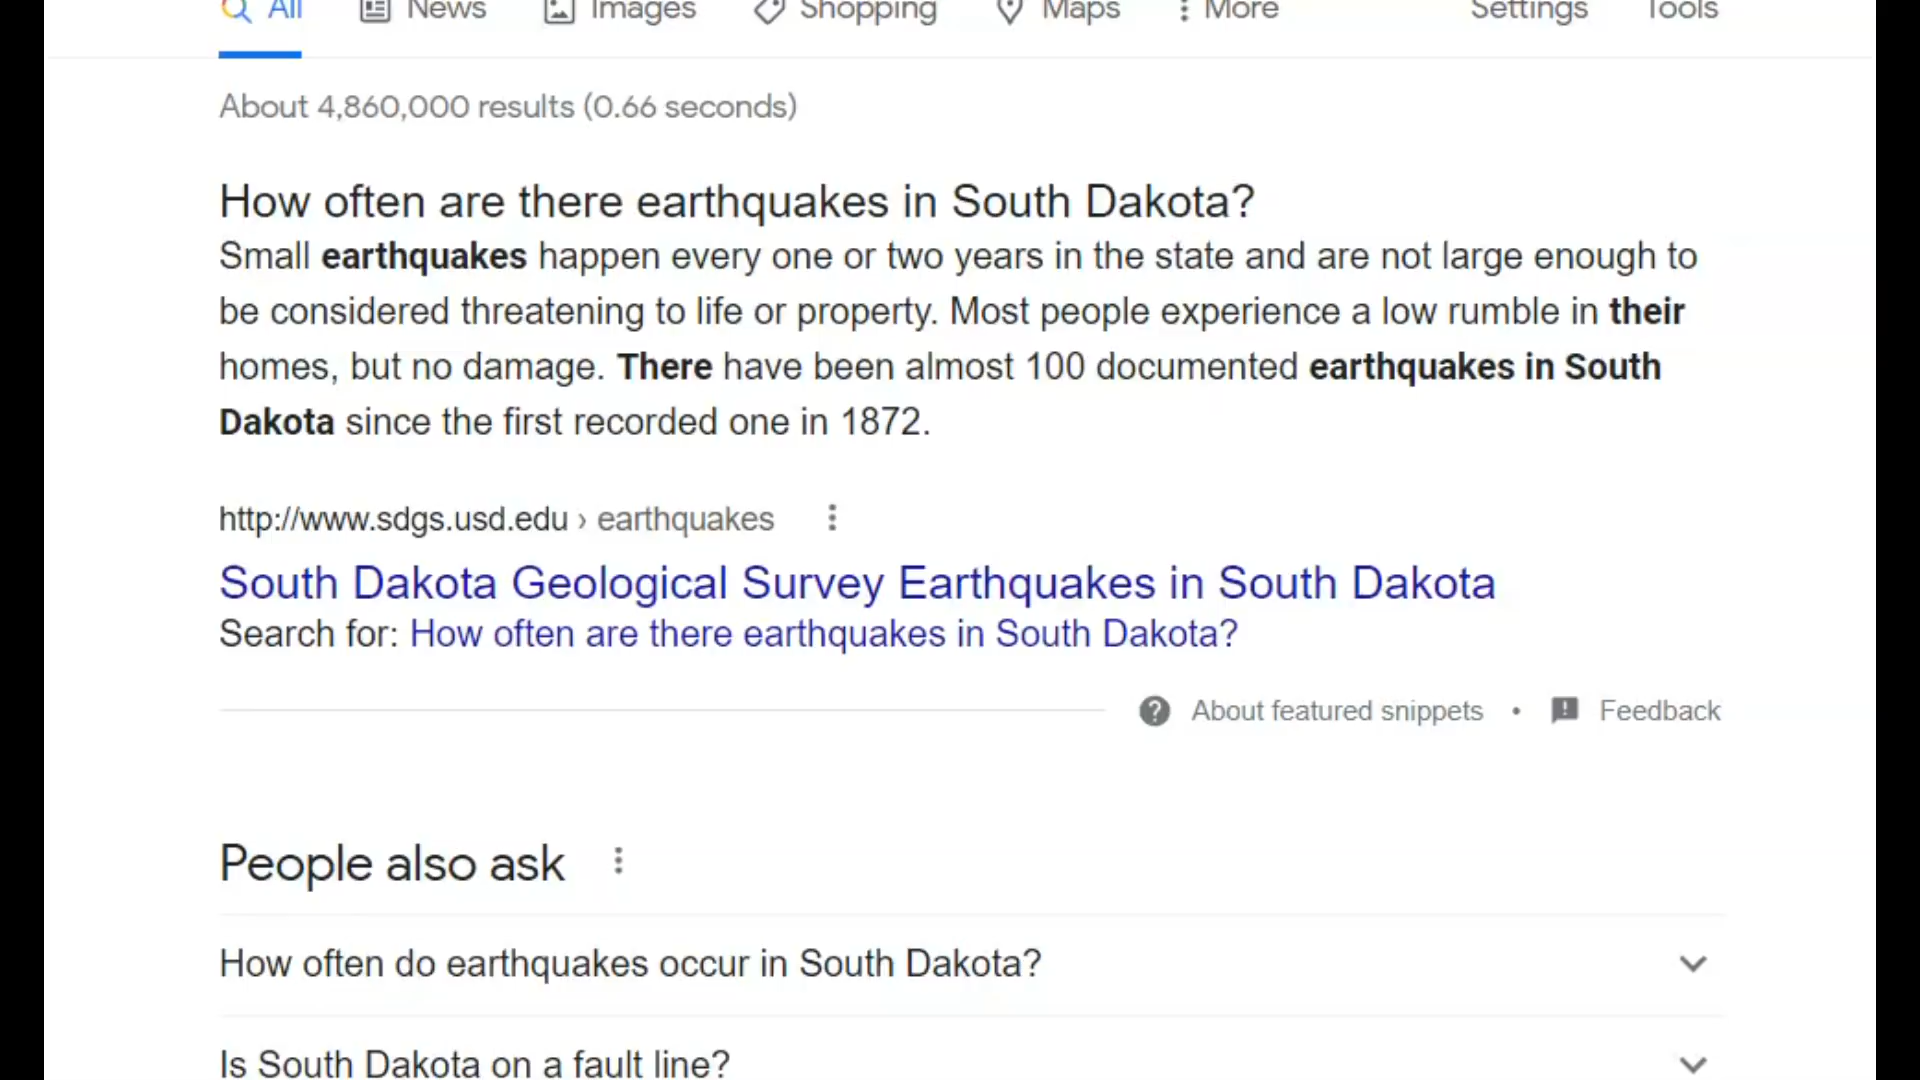 All News Images Shopping Maps More Settings Tools
About 4,860,000 results (0.66 seconds)
How often are there earthquakes in South Dakota?
Small earthquakes happen every one or two years in the state and are not large enough to
be considered threatening to life or property. Most people experience a low rumble in their
homes, but no damage. There have been almost 100 documented earthquakes in South
Dakota since the first recorded one in 1872.
http://www.sdgs.usd.edu › earthquakes
South Dakota Geological Survey Earthquakes in South Dakota
Search for: How often are there earthquakes in South Dakota?
About featured snippets • Feedback
People also ask
How often do earthquakes occur in South Dakota?
Is South Dakota on a fault line?